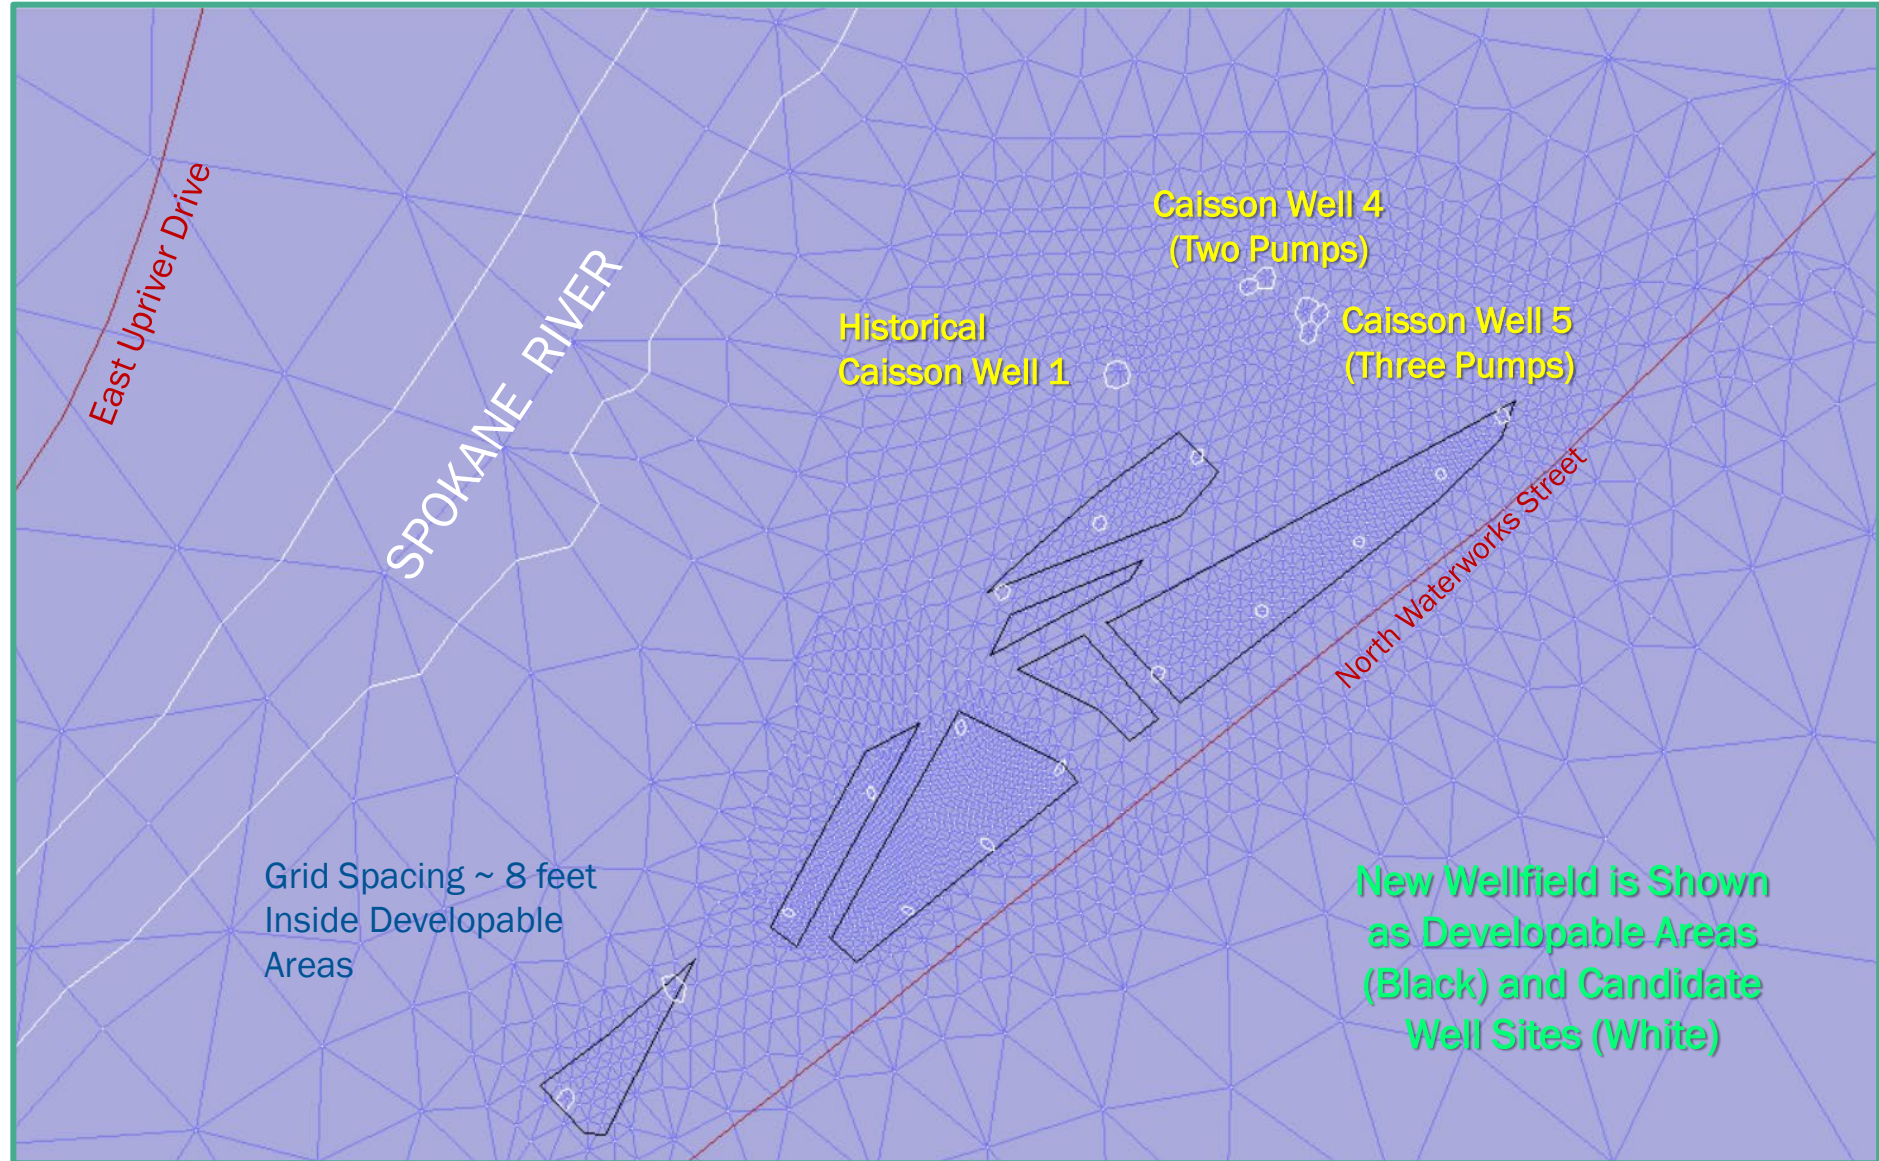 East Upriver Drive
SPOKANE RIVER
Caisson Well 4
(Two Pumps)
Historical
Caisson Well 1
Caisson Well 5
(Three Pumps)
North Waterworks Street
Grid Spacing ~ 8 feet
Inside Developable
Areas
New Wellfield is Shown
as Developable Areas
(Black) and Candidate
Well Sites (White)